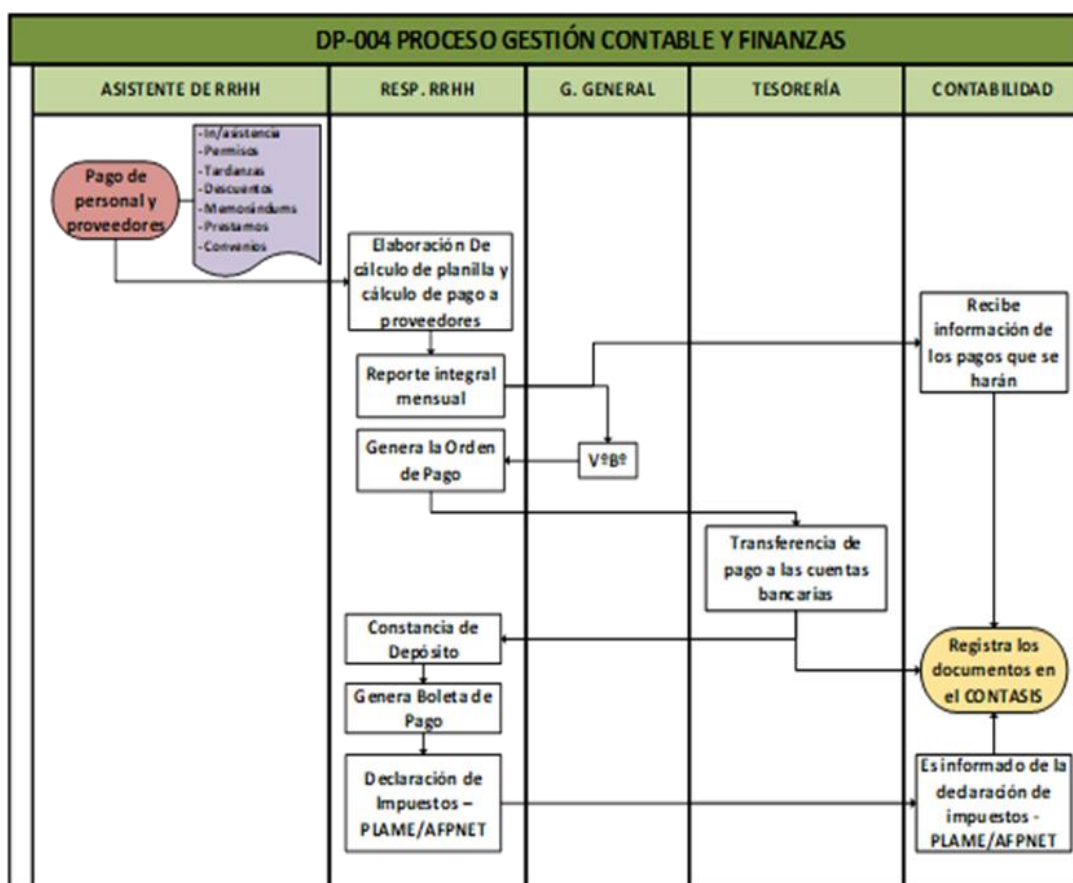 DP-004 PROCESO GESTIÓN CONTABLE Y FINANZAS
ASISTENTE DE RRHH
RESP. RRHH
G. GENERAL
TESORERÍA
CONTABILIDAD
Pago de
personal y
proveedores
- In/asistencia
- Permisos
- Tardanzas
- Descuentos
- Memorándums
- Prestamos
- Convenios
Elaboración De
cálculo de planilla y
cálculo de pago a
proveedores
Recibe
información de
los pagos que se
harán
Reporte integral
mensual
Genera la Orden
de Pago
VºBº
Transferencia de
pago a las cuentas
bancarias
Constancia de
Depósito
Registra los
documentos en
el CONTASIS
Genera Boleta de
Pago
Declaración de
Impuestos –
PLAME/AFPNET
Es informado de la
declaración de
impuestos -
PLAME/AFPNET